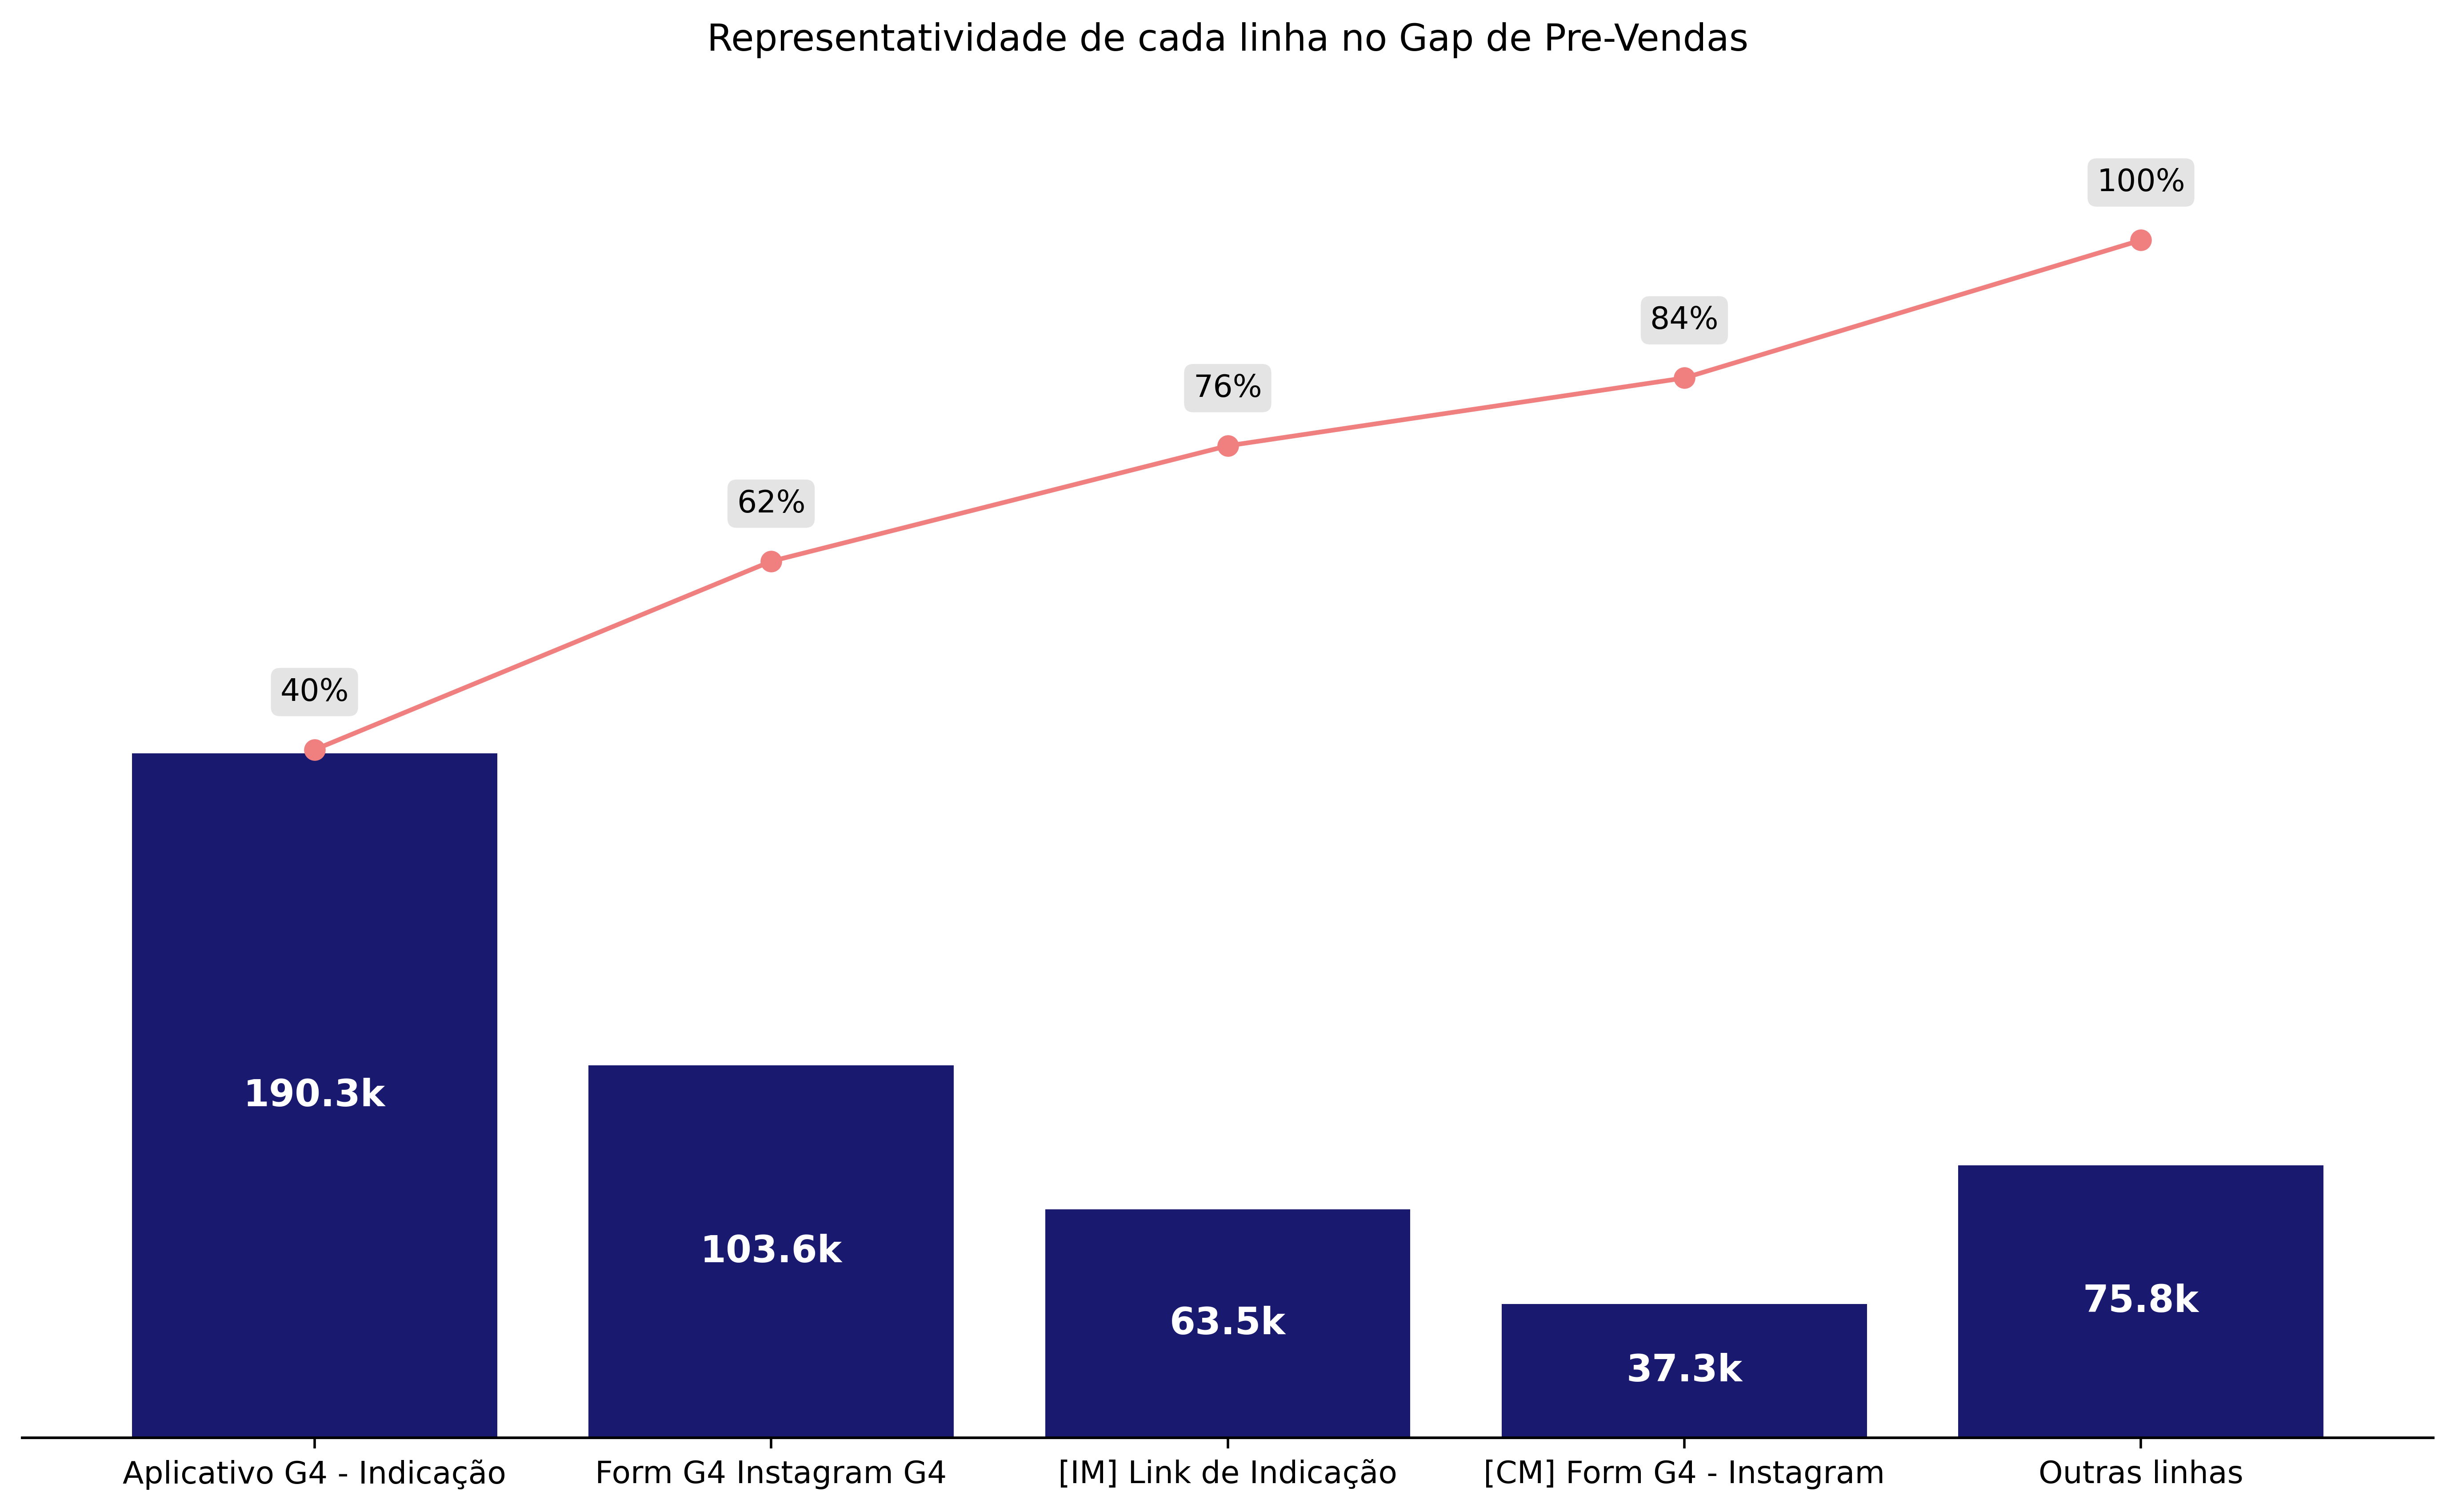 Representatividade de cada linha no Gap de Pre-Vendas
100%
84%
76%
62%
40%
190.3k
103.6k
63.5k
37.3k
75.8k
Aplicativo G4 - Indicação
Form G4 Instagram G4
[IM] Link de Indicação
[CM] Form G4 - Instagram
Outras linhas